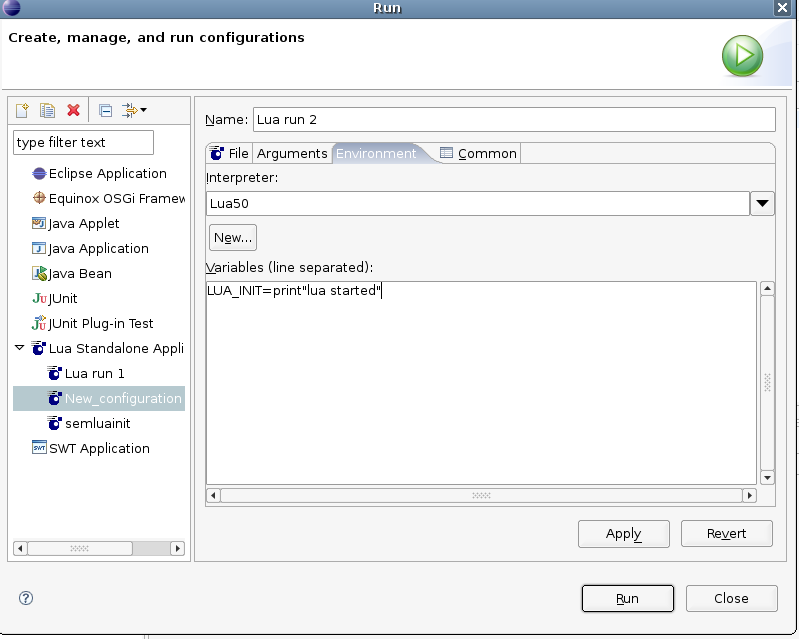 Run
Create, manage, and run configurations
type filter text
Eclipse Application
Equinox OSGi Framew
Java Applet
Java Application
Java Bean
Ju JUnit
JUnit Plug-in Test
Lua Standalone Appli
Lua run 1
New_configuration
semluainit
SWT SWT Application
Name: Lua run 2
File Arguments Environment Common
Interpreter:
Lua50
New...
Variables (line separated):
LUA_INIT=print"lua started"
Apply Revert
? Run Close